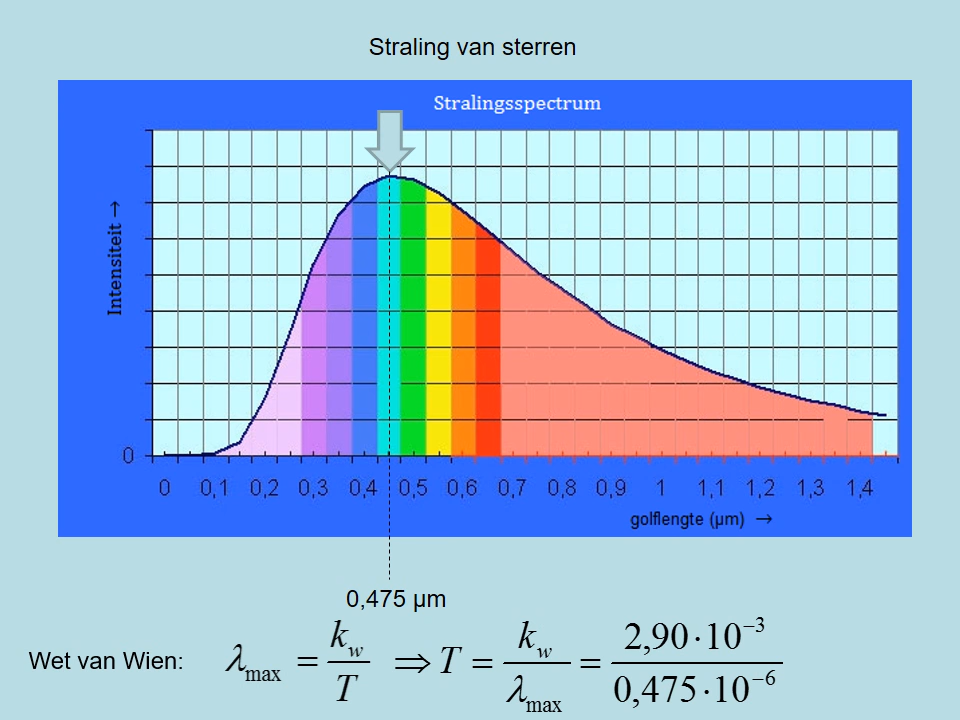 Straling van sterren
Stralingsspectrum
Intensiteit →
0
0 0,1 0,2 0,3 0,4 0,5 0,6 0,7 0,8 0,9 1 1,1 1,2 1,3 1,4
golflengte (µm) →
0,475 µm
Wet van Wien: λmax = kw/T ⇒ T = kw/λmax = 2,90·10⁻³/0,475·10⁻⁶